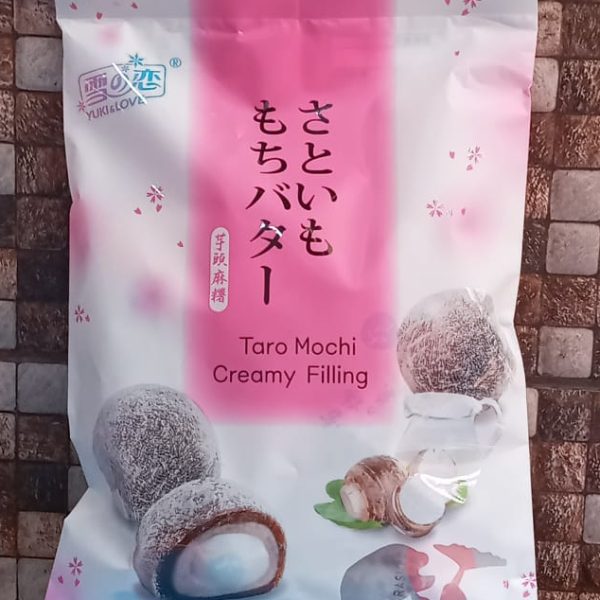 雪の恋®
YUKI&LOVE
さといも
もちバター
芋頭麻糬
Taro Mochi
Creamy Filling